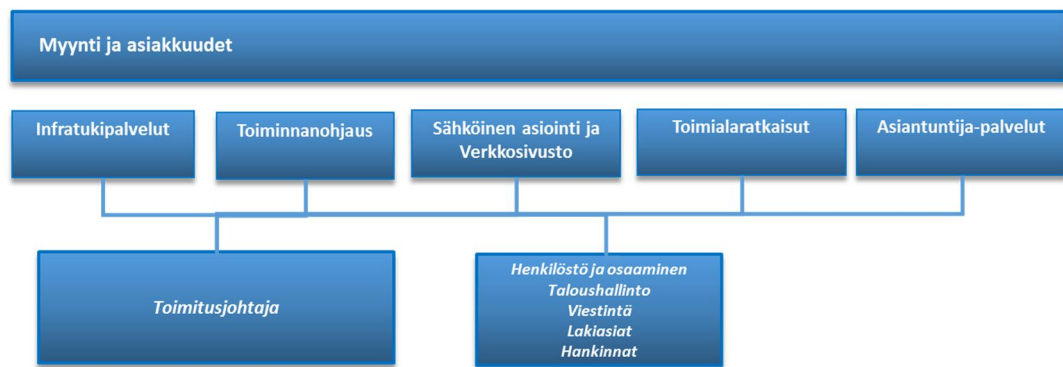 Myynti ja asiakkuudet
Infratukipalvelut
Toiminnanohjaus
Sähköinen asiointi ja
Verkkosivusto
Toimialaratkaisut
Asiantuntija-palvelut
Toimitusjohtaja
Henkilöstö ja osaaminen
Taloushallinto
Viestintä
Lakiasiat
Hankinnat